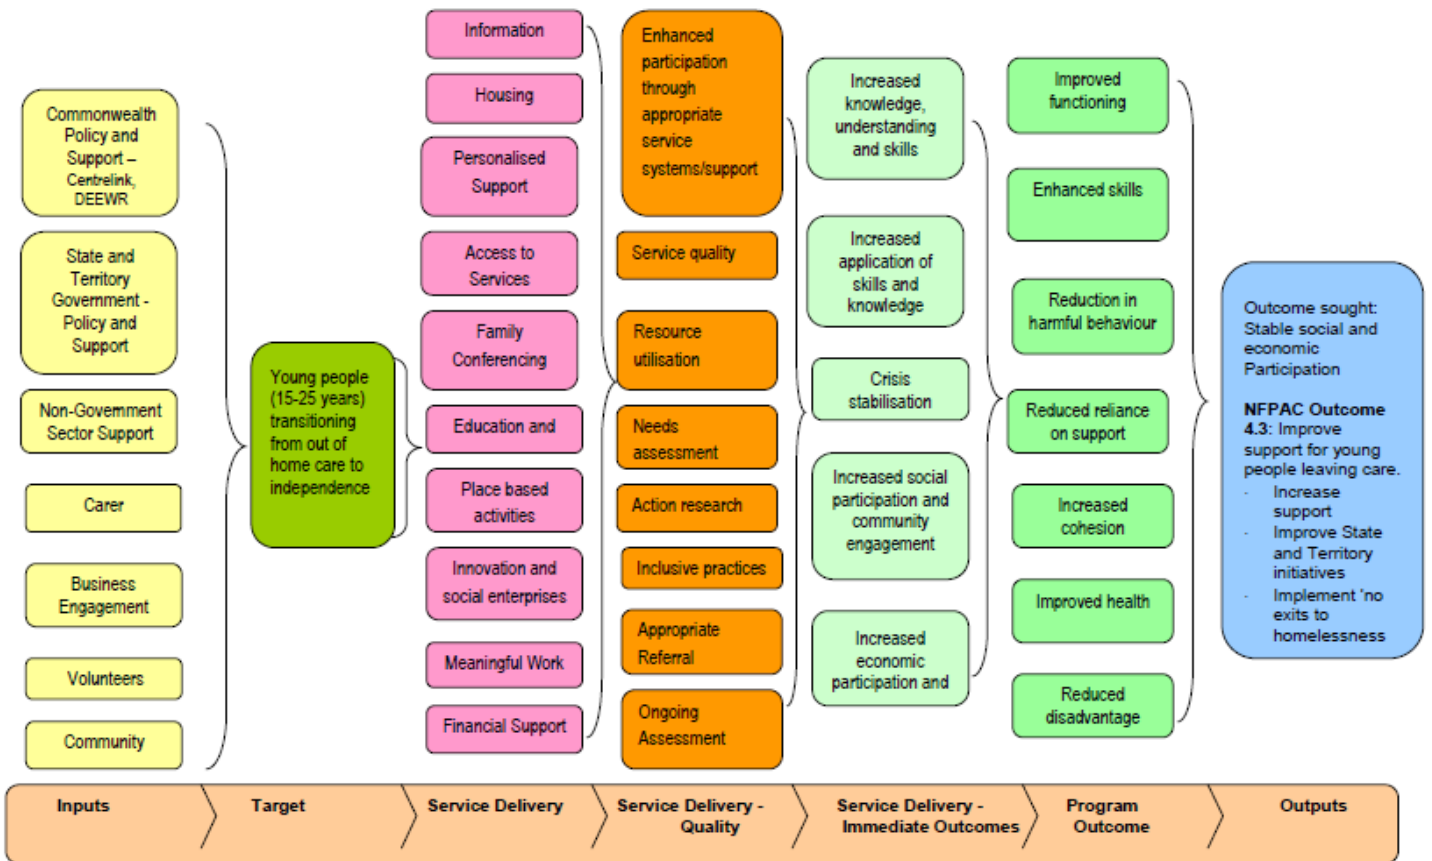 Commonwealth
Policy and
Support –
Centrelink,
DEEWR
State and
Territory
Government -
Policy and
Support
Non-Government
Sector Support
Carer
Business
Engagement
Volunteers
Community
Young people
(15-25 years)
transitioning
from out of
home care to
independence
Information
Housing
Personalised
Support
Access to
Services
Family
Conferencing
Education and
Place based
activities
Innovation and
social enterprises
Meaningful Work
Financial Support
Enhanced
participation
through
appropriate
service
systems/support
Service quality
Resource
utilisation
Needs
assessment
Action research
Inclusive practices
Appropriate
Referral
Ongoing
Assessment
Increased
knowledge,
understanding
and skills
Increased
application of
skills and
knowledge
Crisis
stabilisation
Increased social
participation and
community
engagement
Increased
economic
participation and
Improved
functioning
Enhanced skills
Reduction in
harmful behaviour
Reduced reliance
on support
Increased
cohesion
Improved health
Reduced
disadvantage
Outcome sought:
Stable social and
economic
Participation
NFPAC Outcome
4.3: Improve
support for young
people leaving care.
- Increase
support
- Improve State
and Territory
initiatives
- Implement 'no
exits to
homelessness
Inputs
Target
Service Delivery
Service Delivery -
Quality
Service Delivery -
Immediate Outcomes
Program
Outcome
Outputs